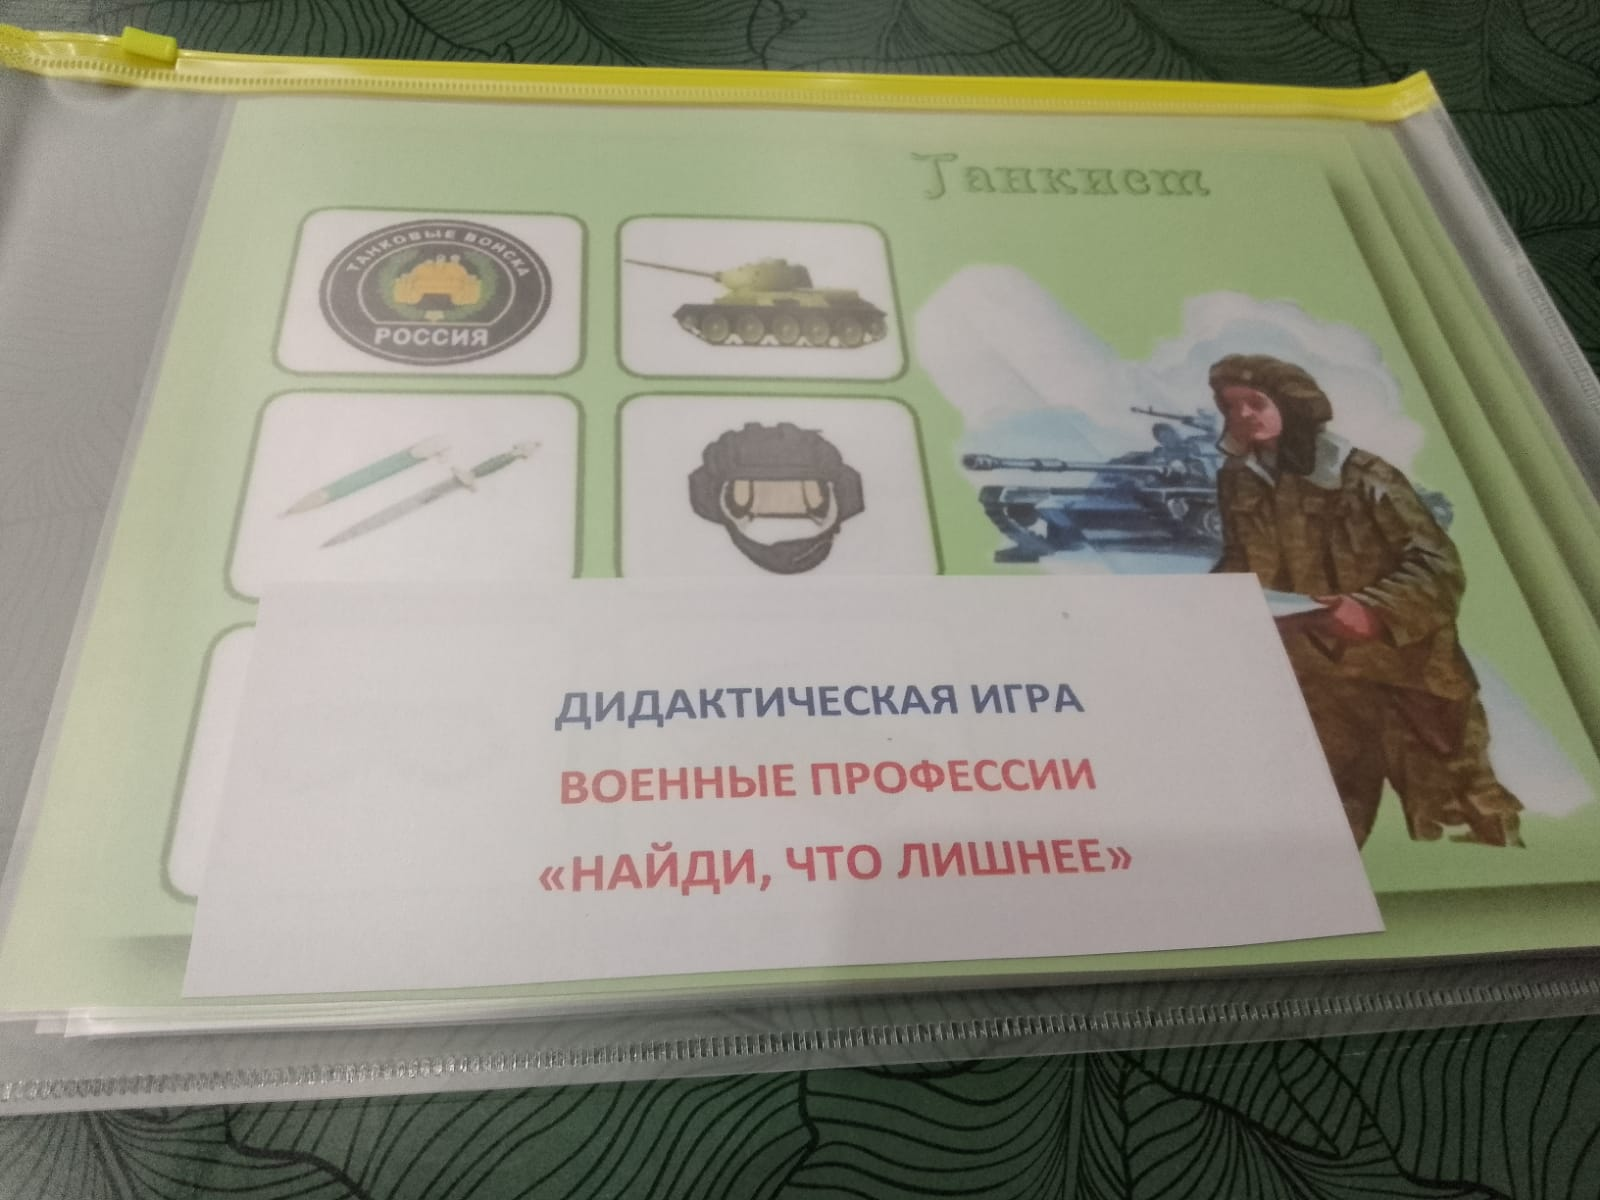 Танкист
ТАНКОВЫЕ ВОЙСКА
РОССИЯ
ДИДАКТИЧЕСКАЯ ИГРА
ВОЕННЫЕ ПРОФЕССИИ
«НАЙДИ, ЧТО ЛИШНЕЕ»